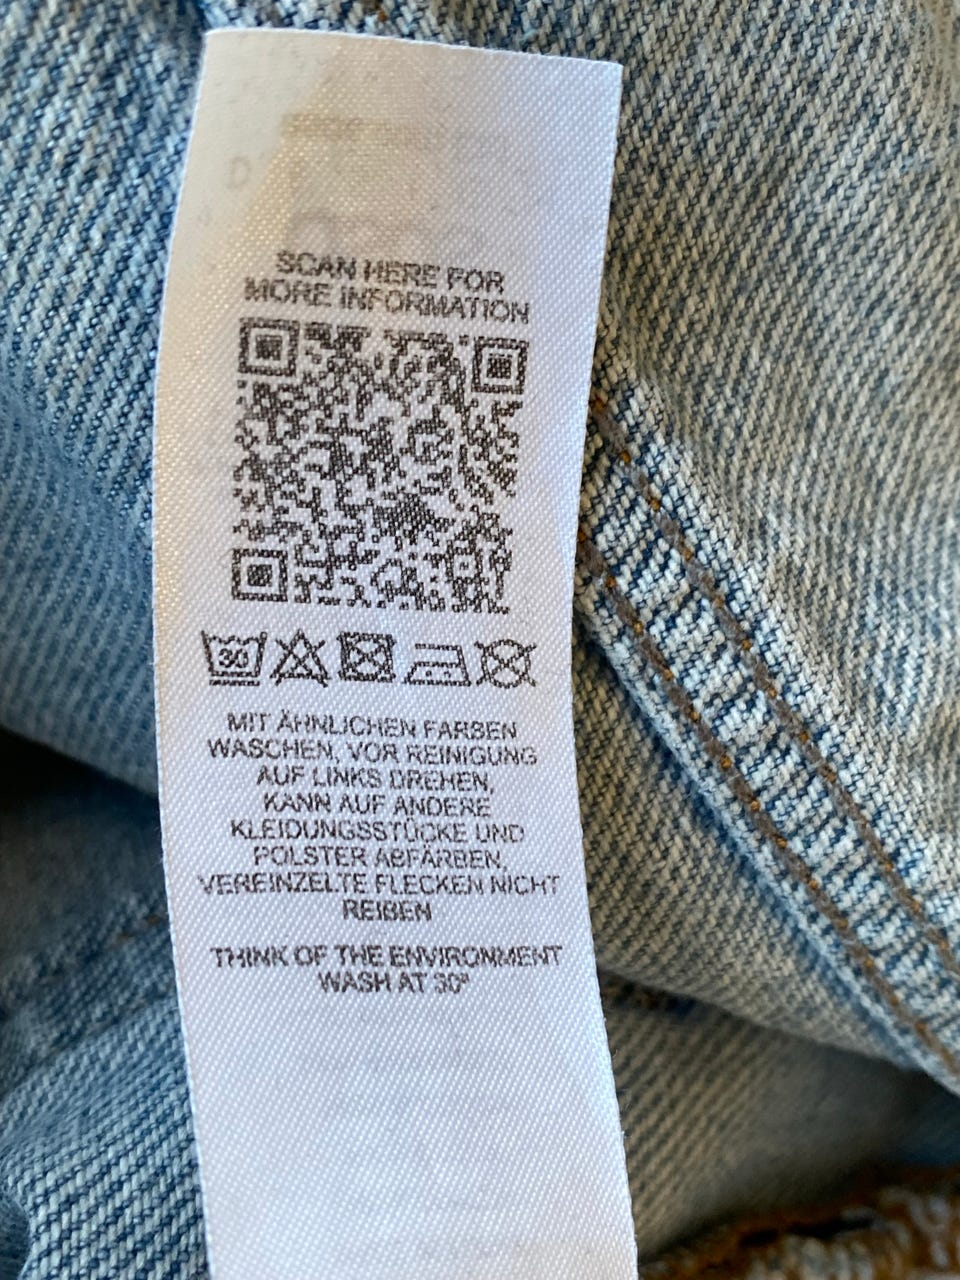 SCAN HERE FOR
MORE INFORMATION
30
MIT ÄHNLICHEN FARBEN
WASCHEN, VOR REINIGUNG
AUF LINKS DREHEN,
KANN AUF ANDERE
KLEIDUNGSSTÜCKE UND
POLSTER ABFÄRBEN,
VEREINZELTE FLECKEN NICHT
REIBEN
THINK OF THE ENVIRONMENT
WASH AT 30º